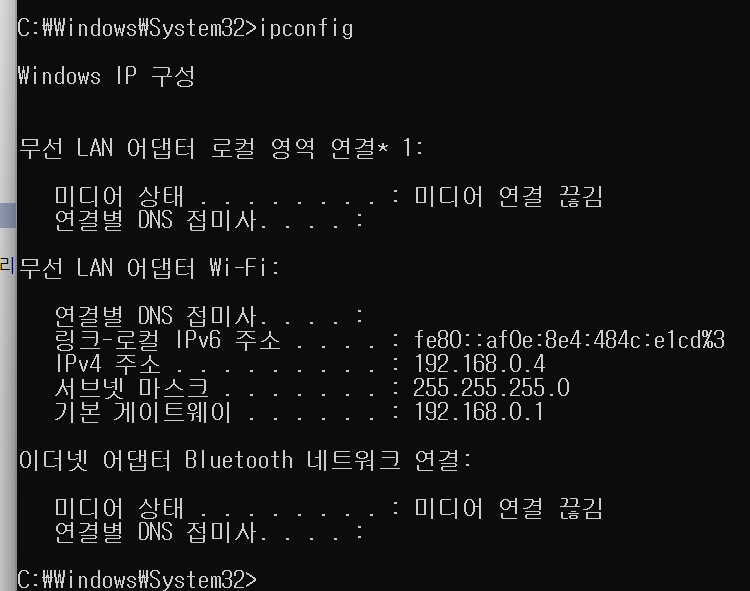 C:₩Windows₩System32>ipconfig
Windows IP 구성
무선 LAN 어댑터 로컬 영역 연결* 1:
미디어 상태 . . . . . . . . : 미디어 연결 끊김
연결별 DNS 접미사. . . . :
리
무선 LAN 어댑터 Wi-Fi:
연결별 DNS 접미사. . . . :
링크-로컬 IPv6 주소 . . . . : fe80::af0e:8e4:484c:e1cd%3
IPv4 주소 . . . . . . . . . : 192.168.0.4
서브넷 마스크 . . . . . . . : 255.255.255.0
기본 게이트웨이 . . . . . . : 192.168.0.1
이더넷 어댑터 Bluetooth 네트워크 연결:
미디어 상태 . . . . . . . . : 미디어 연결 끊김
연결별 DNS 접미사. . . . :
C:₩Windows₩System32>